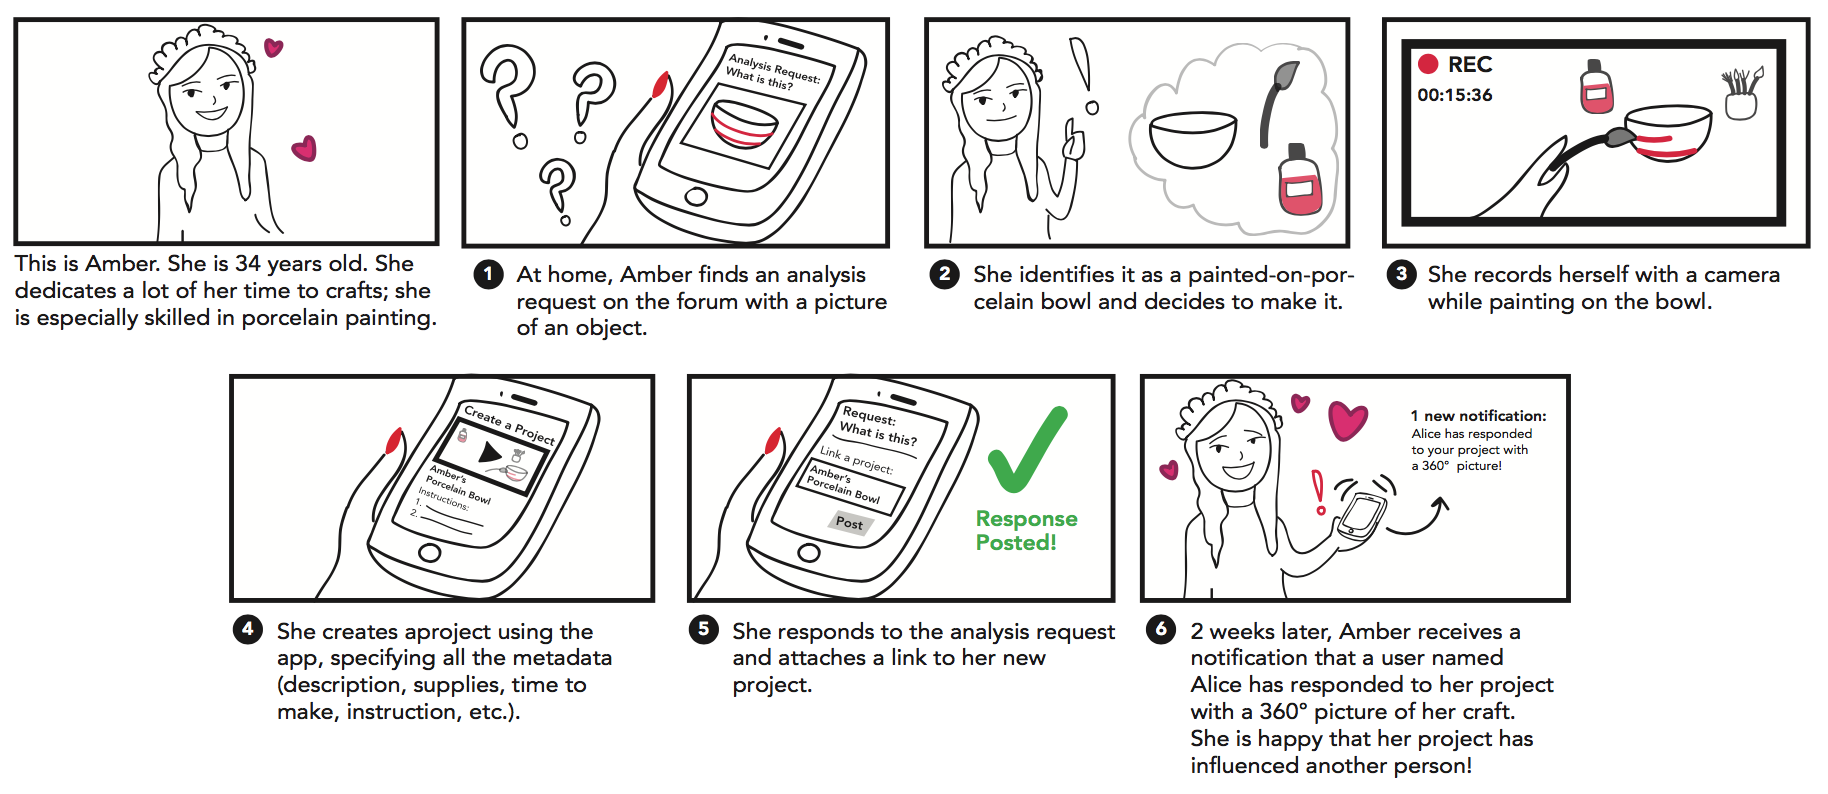 This is Amber. She is 34 years old. She
dedicates a lot of her time to crafts; she
is especially skilled in porcelain painting.
Analysis Request:
What is this?
1 At home, Amber finds an analysis
request on the forum with a picture
of an object.
2 She identifies it as a painted-on-por-
celain bowl and decides to make it.
REC
00:15:36
3 She records herself with a camera
while painting on the bowl.
Create a Project
Amber's
Porcelain Bowl
Instructions:
1.
2.
4 She creates aproject using the
app, specifying all the metadata
(description, supplies, time to
make, instruction, etc.).
Request:
What is this?
Link a project:
Amber's
Porcelain Bowl
Post
Response
Posted!
5 She responds to the analysis request
and attaches a link to her new
project.
1 new notification:
Alice has responded
to your project with
a 360° picture!
6 2 weeks later, Amber receives a
notification that a user named
Alice has responded to her project
with a 360° picture of her craft.
She is happy that her project has
influenced another person!